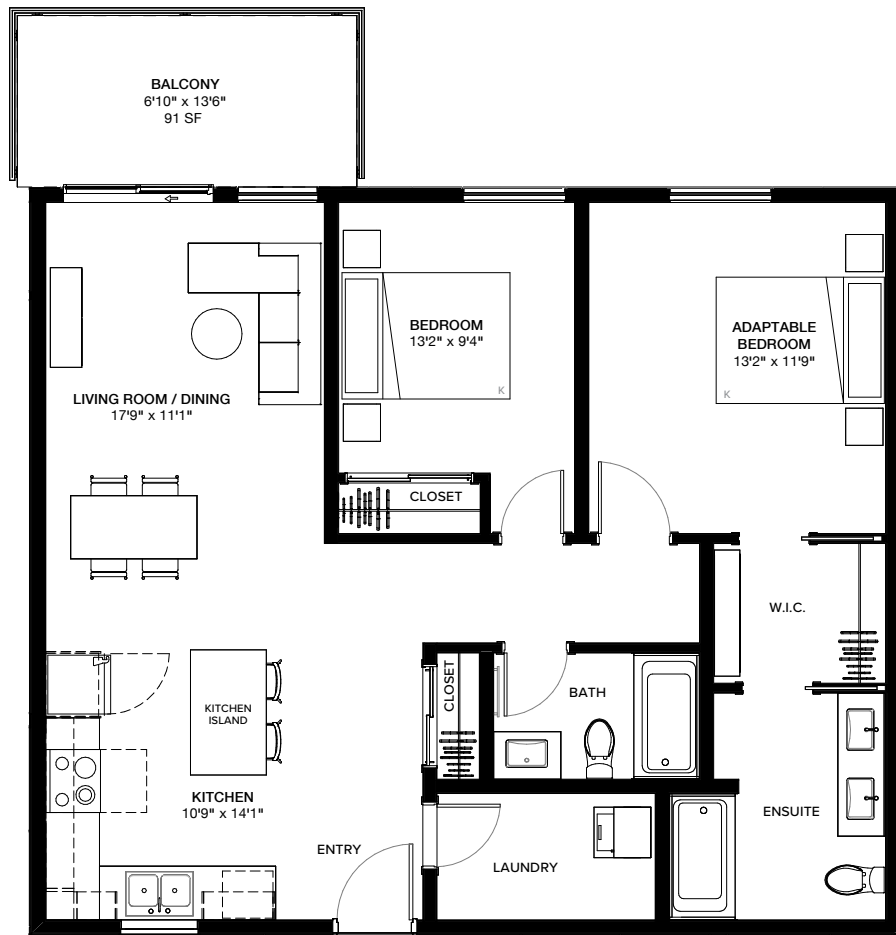 BALCONY
6'10" x 13'6"
91 SF
BEDROOM
13'2" x 9'4"
K
ADAPTABLE
BEDROOM
13'2" x 11'9"
K
LIVING ROOM / DINING
17'9" x 11'1"
CLOSET
W.I.C.
CLOSET
BATH
KITCHEN
ISLAND
KITCHEN
10'9" x 14'1"
ENSUITE
ENTRY
LAUNDRY